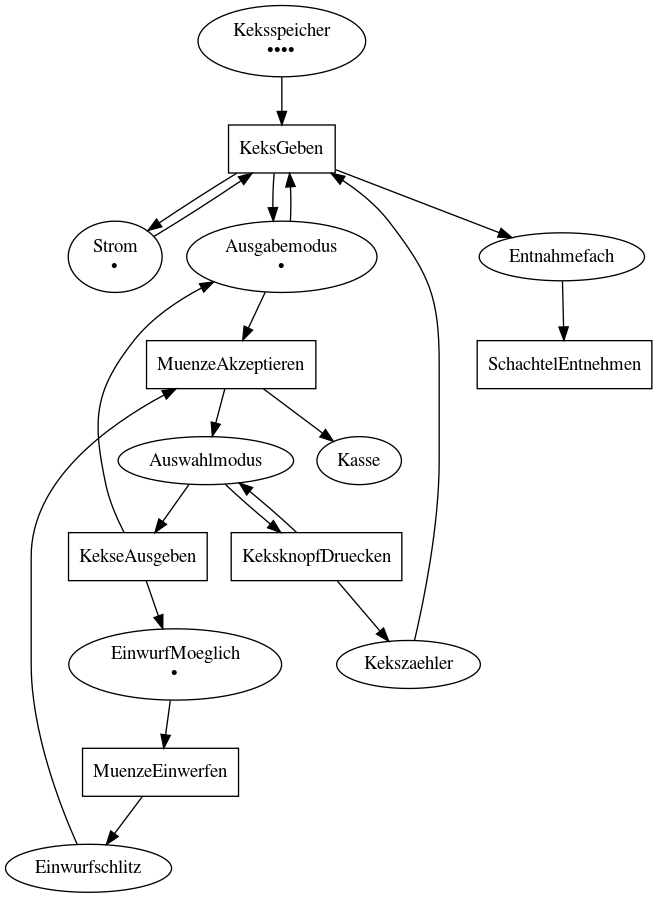 Keksspeicher
••••
KeksGeben
Strom
•
Ausgabemodus
•
Entnahmefach
MuenzeAkzeptieren
SchachtelEntnehmen
Auswahlmodus
Kasse
KekseAusgeben
KeksknopfDruecken
EinwurfMoeglich
•
Kekszaehler
MuenzeEinwerfen
Einwurfschlitz